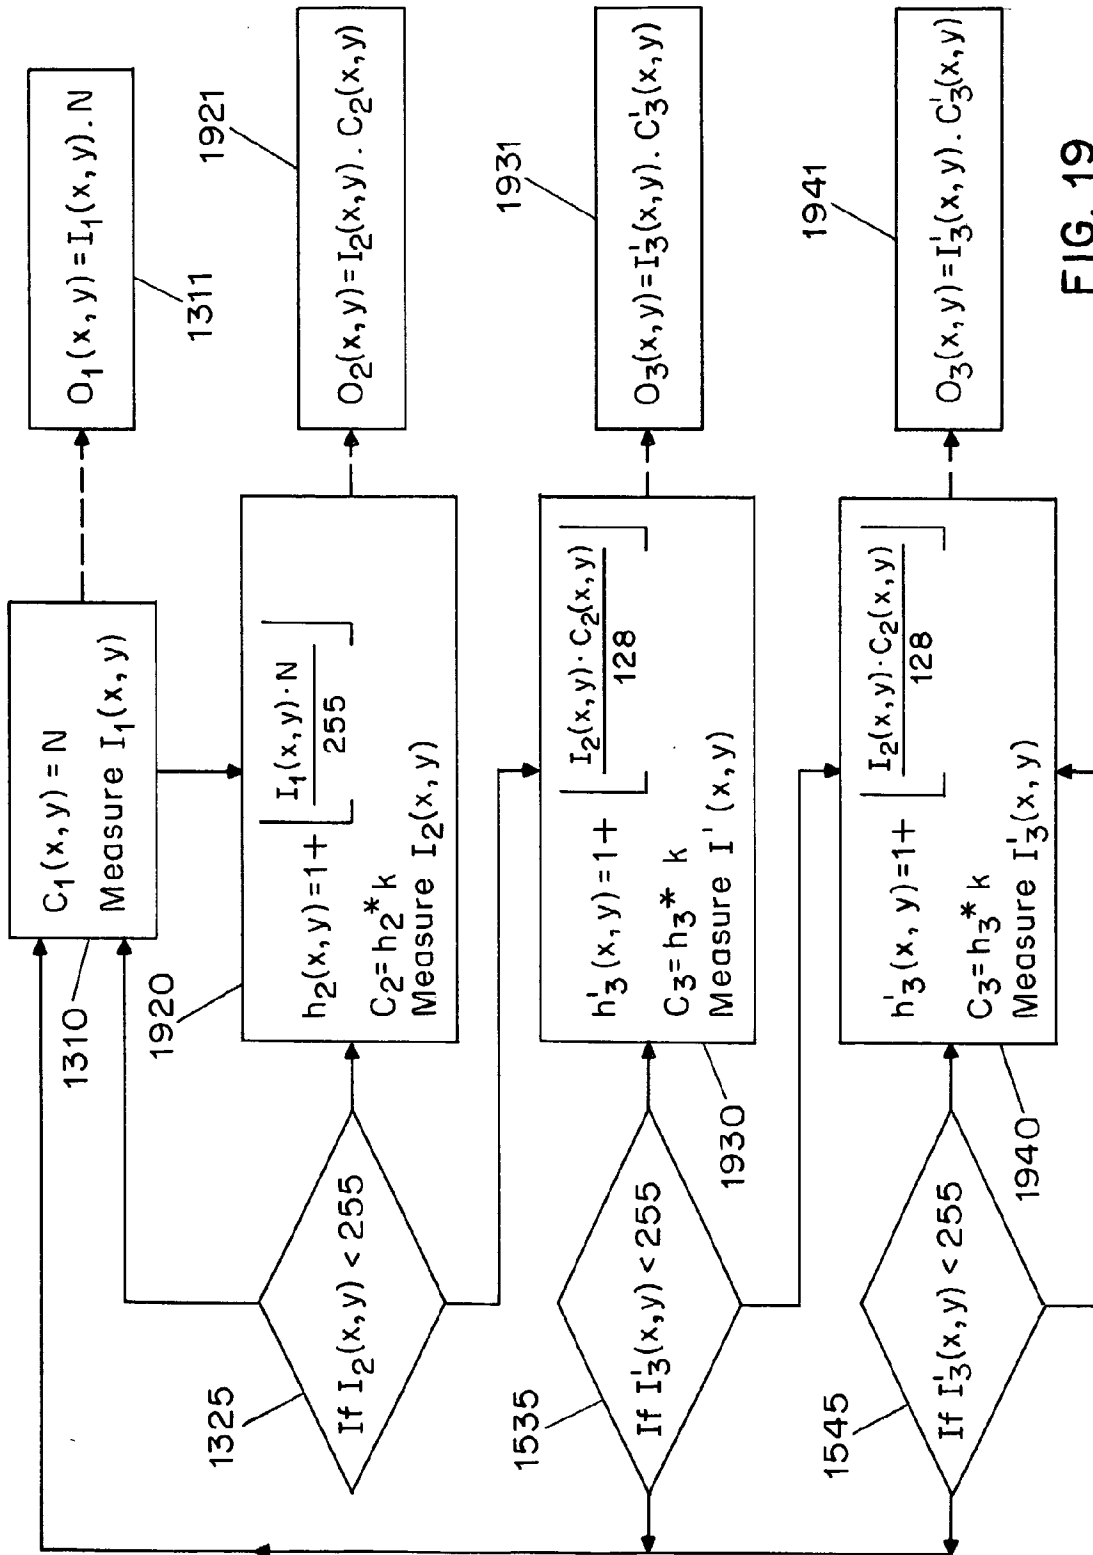 C₁(x,y)=N
Measure I₁(x,y)
1310
O₁(x,y)=I₁(x,y).N
1311
If I₂(x,y)<255
1325
h₂(x,y)=1+[I₁(x,y)·N
255]
C₂=h₂*k
Measure I₂(x,y)
1920
O₂(x,y)=I₂(x,y).C₂(x,y)
1921
If I'₃(x,y)<255
1535
h'₃(x,y)=1+[I₂(x,y)·C₂(x,y)
128]
C₃=h₃*k
Measure I'(x,y)
1930
O₃(x,y)=I'₃(x,y).C'₃(x,y)
1931
If I'₃(x,y)<255
1545
h'₃(x,y)=1+[I₂(x,y)·C₂(x,y)
128]
C₃=h₃*k
Measure I'₃(x,y)
1940
O₃(x,y)=I'₃(x,y).C'₃(x,y)
1941
FIG. 19